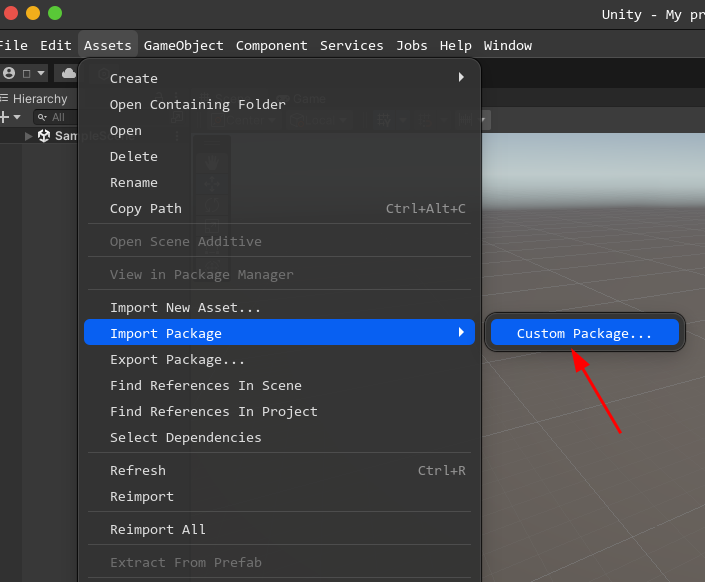 Unity - My pr
File Edit Assets GameObject Component Services Jobs Help Window
Hierarchy
All
Create
Open Containing Folder
Open
Delete
Rename
Copy Path Ctrl+Alt+C
Open Scene Additive
View in Package Manager
Import New Asset...
Import Package
Custom Package...
Export Package...
Find References In Scene
Find References In Project
Select Dependencies
Refresh Ctrl+R
Reimport
Reimport All
Extract From Prefab